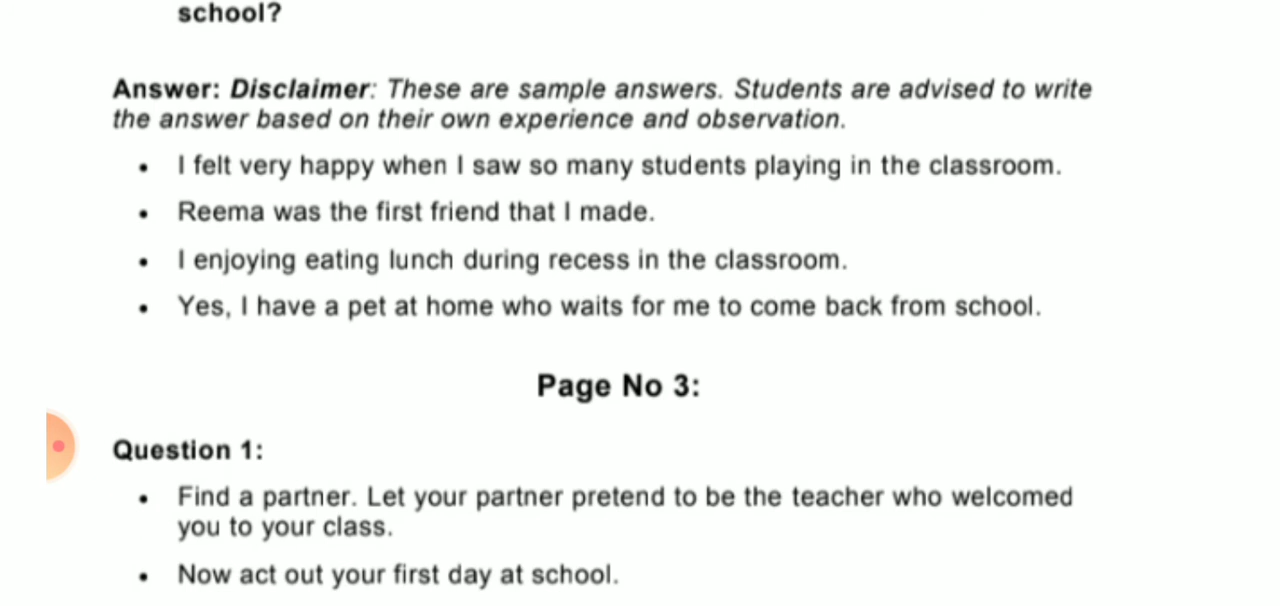 school?
Answer: Disclaimer: These are sample answers. Students are advised to write
the answer based on their own experience and observation.
• I felt very happy when I saw so many students playing in the classroom.
• Reema was the first friend that I made.
• I enjoying eating lunch during recess in the classroom.
• Yes, I have a pet at home who waits for me to come back from school.
Page No 3:
Question 1:
• Find a partner. Let your partner pretend to be the teacher who welcomed
you to your class.
• Now act out your first day at school.